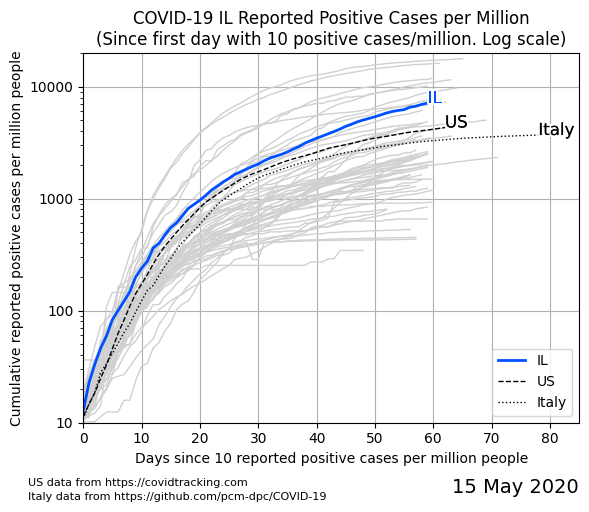 COVID-19 IL Reported Positive Cases per Million
(Since first day with 10 positive cases/million. Log scale)
Cumulative reported positive cases per million people
10000
1000
100
10
IL
US
Italy
IL
US
Italy
0 10 20 30 40 50 60 70 80
Days since 10 reported positive cases per million people
US data from https://covidtracking.com
Italy data from https://github.com/pcm-dpc/COVID-19
15 May 2020